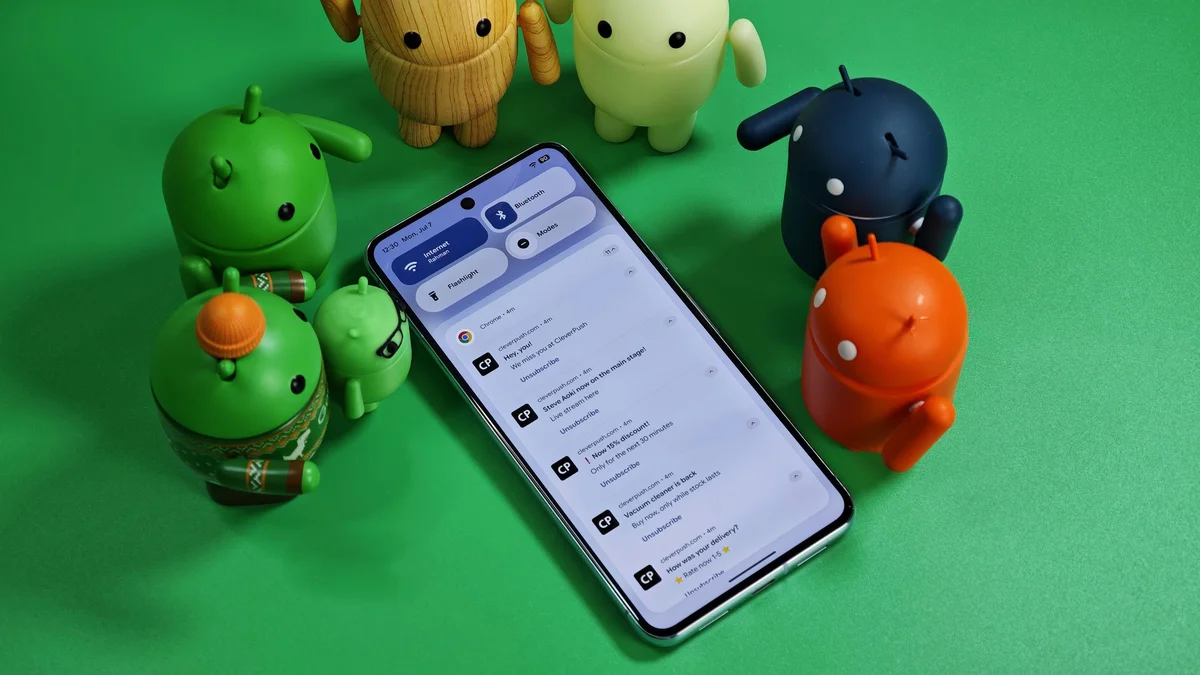 12:30 Mon, Jul 7
90
Internet
Rahman
Bluetooth
Flashlight
Modes
Chrome • 4m
11
CP
cleverpush.com • 4m
Hey, you!
We miss you at CleverPush
Unsubscribe
CP
cleverpush.com • 4m
Steve Aoki now on the main stage!
Live stream here
Unsubscribe
CP
cleverpush.com • 4m
❗ Now 15% discount!
Only for the next 30 minutes
Unsubscribe
CP
cleverpush.com • 4m
Vacuum cleaner is back
Buy now, only while stock lasts
Unsubscribe
CP
cleverpush.com • 4m
How was your delivery?
⭐ Rate now 1-5 ⭐
Unsubscribe